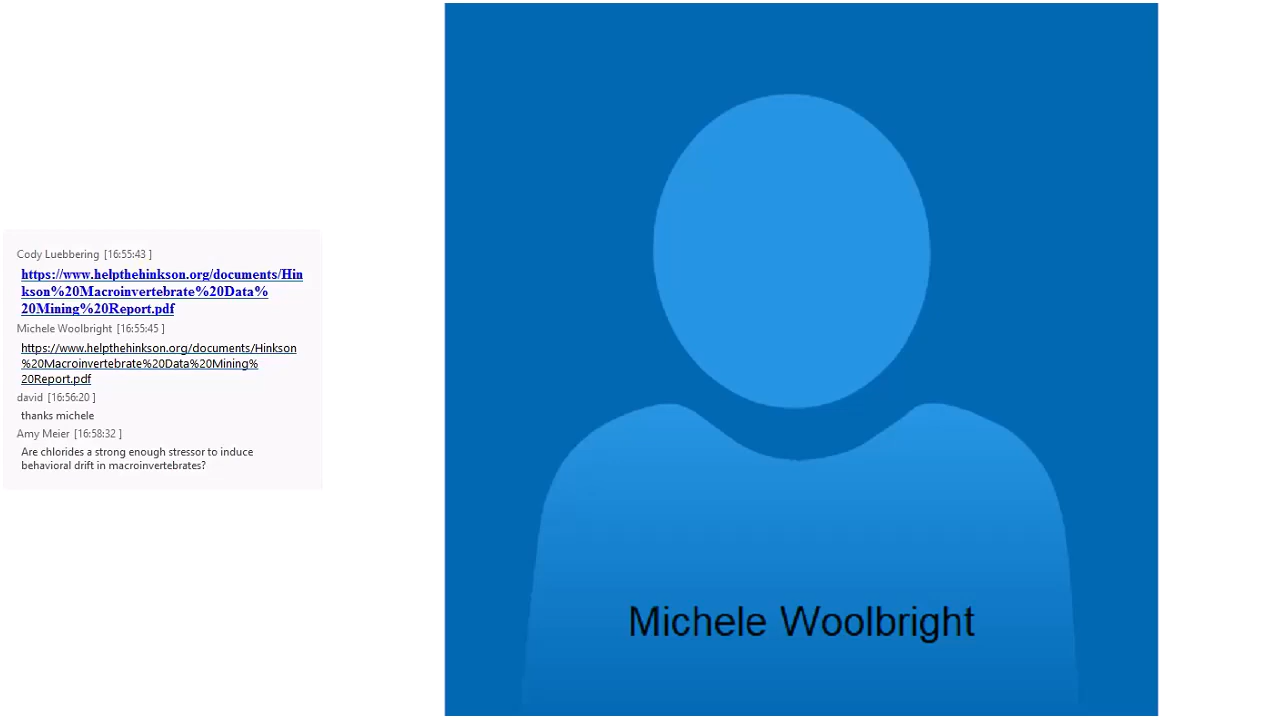 Cody Luebbering [16:55:43 ]
https://www.helpthehinkson.org/documents/Hin
kson%20Macroinvertebrate%20Data%
20Mining%20Report.pdf
Michele Woolbright [16:55:45 ]
https://www.helpthehinkson.org/documents/Hinkson
%20Macroinvertebrate%20Data%20Mining%
20Report.pdf
david [16:56:20 ]
thanks michele
Amy Meier [16:58:32 ]
Are chlorides a strong enough stressor to induce
behavioral drift in macroinvertebrates?
Michele Woolbright